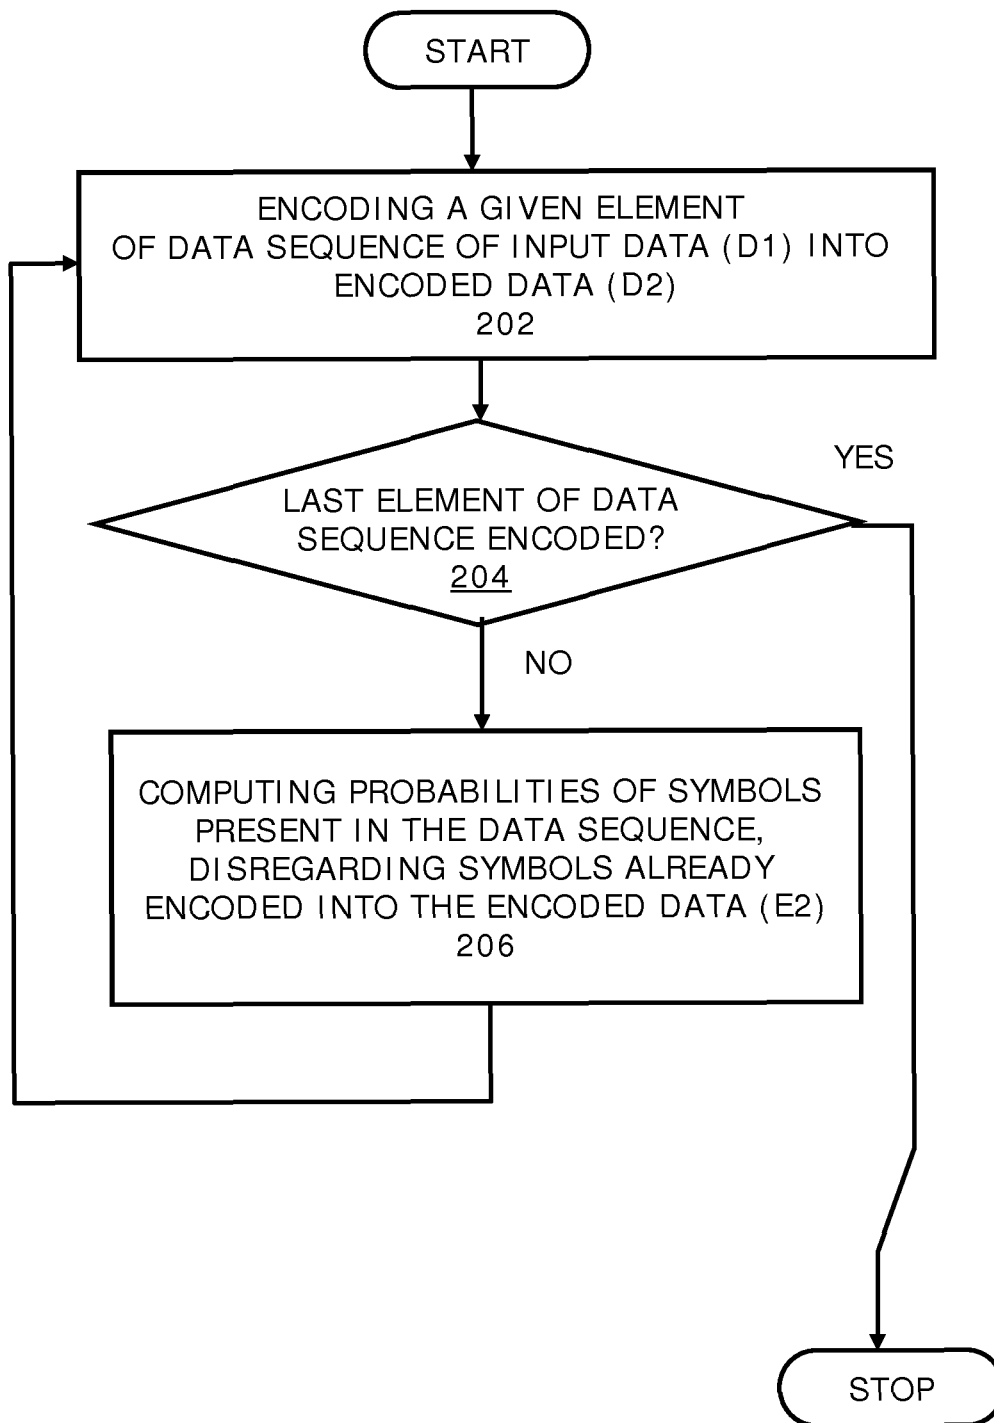 START
ENCODING A GIVEN ELEMENT
OF DATA SEQUENCE OF INPUT DATA (D1) INTO
ENCODED DATA (D2)
202
YES
LAST ELEMENT OF DATA
SEQUENCE ENCODED?
204
NO
COMPUTING PROBABILITIES OF SYMBOLS
PRESENT IN THE DATA SEQUENCE,
DISREGARDING SYMBOLS ALREADY
ENCODED INTO THE ENCODED DATA (E2)
206
STOP